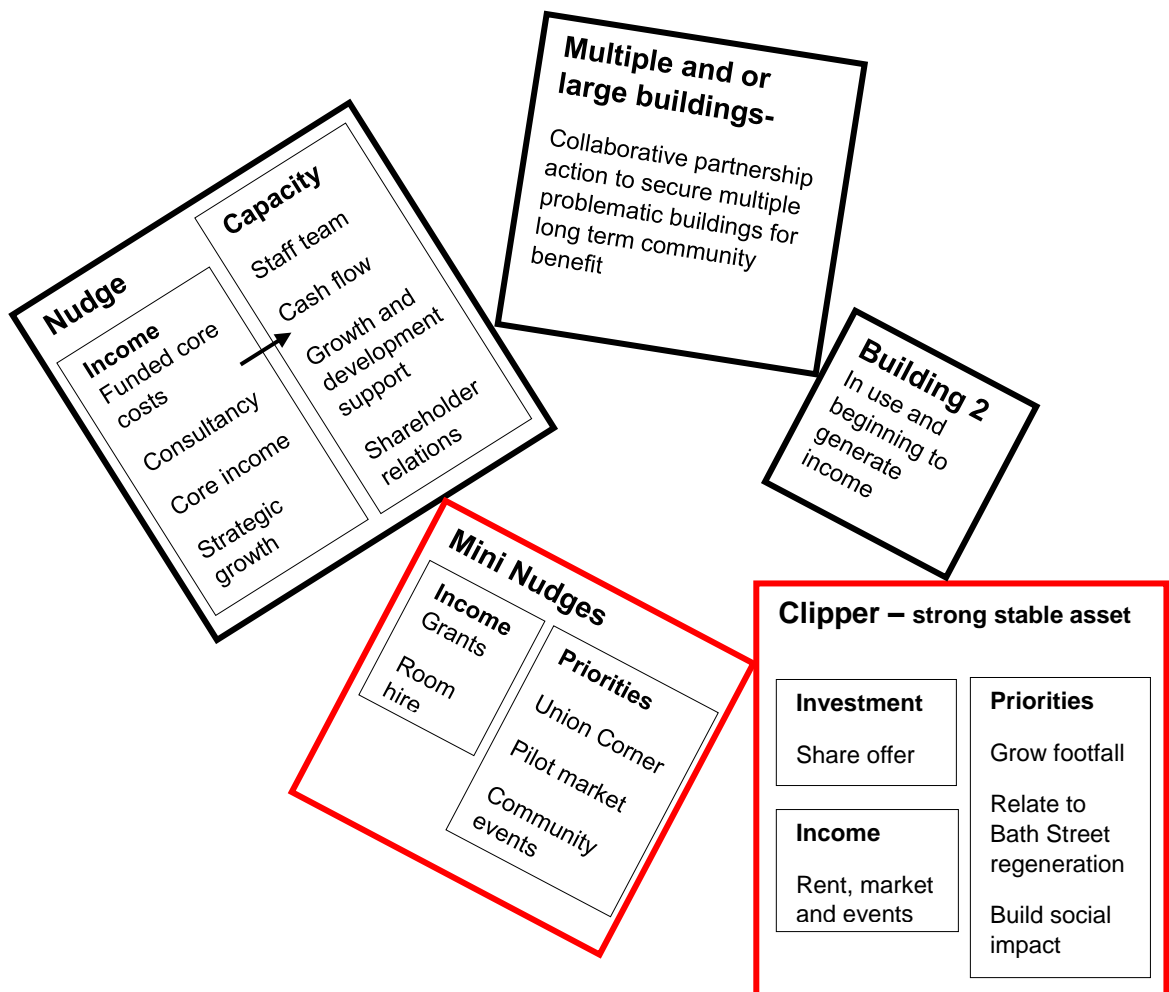 Multiple and or
large buildings-
Collaborative partnership
action to secure multiple
problematic buildings for
long term community
benefit
Nudge
Income
Funded core
costs
Consultancy
Core income
Strategic
growth
Capacity
Staff team
Cash flow
Growth and
development
support
Shareholder
relations
Building 2
In use and
beginning to
generate
income
Mini Nudges
Income
Grants
Room
hire
Priorities
Union Corner
Pilot market
Community
events
Clipper – strong stable asset
Investment
Share offer
Income
Rent, market
and events
Priorities
Grow footfall
Relate to
Bath Street
regeneration
Build social
impact